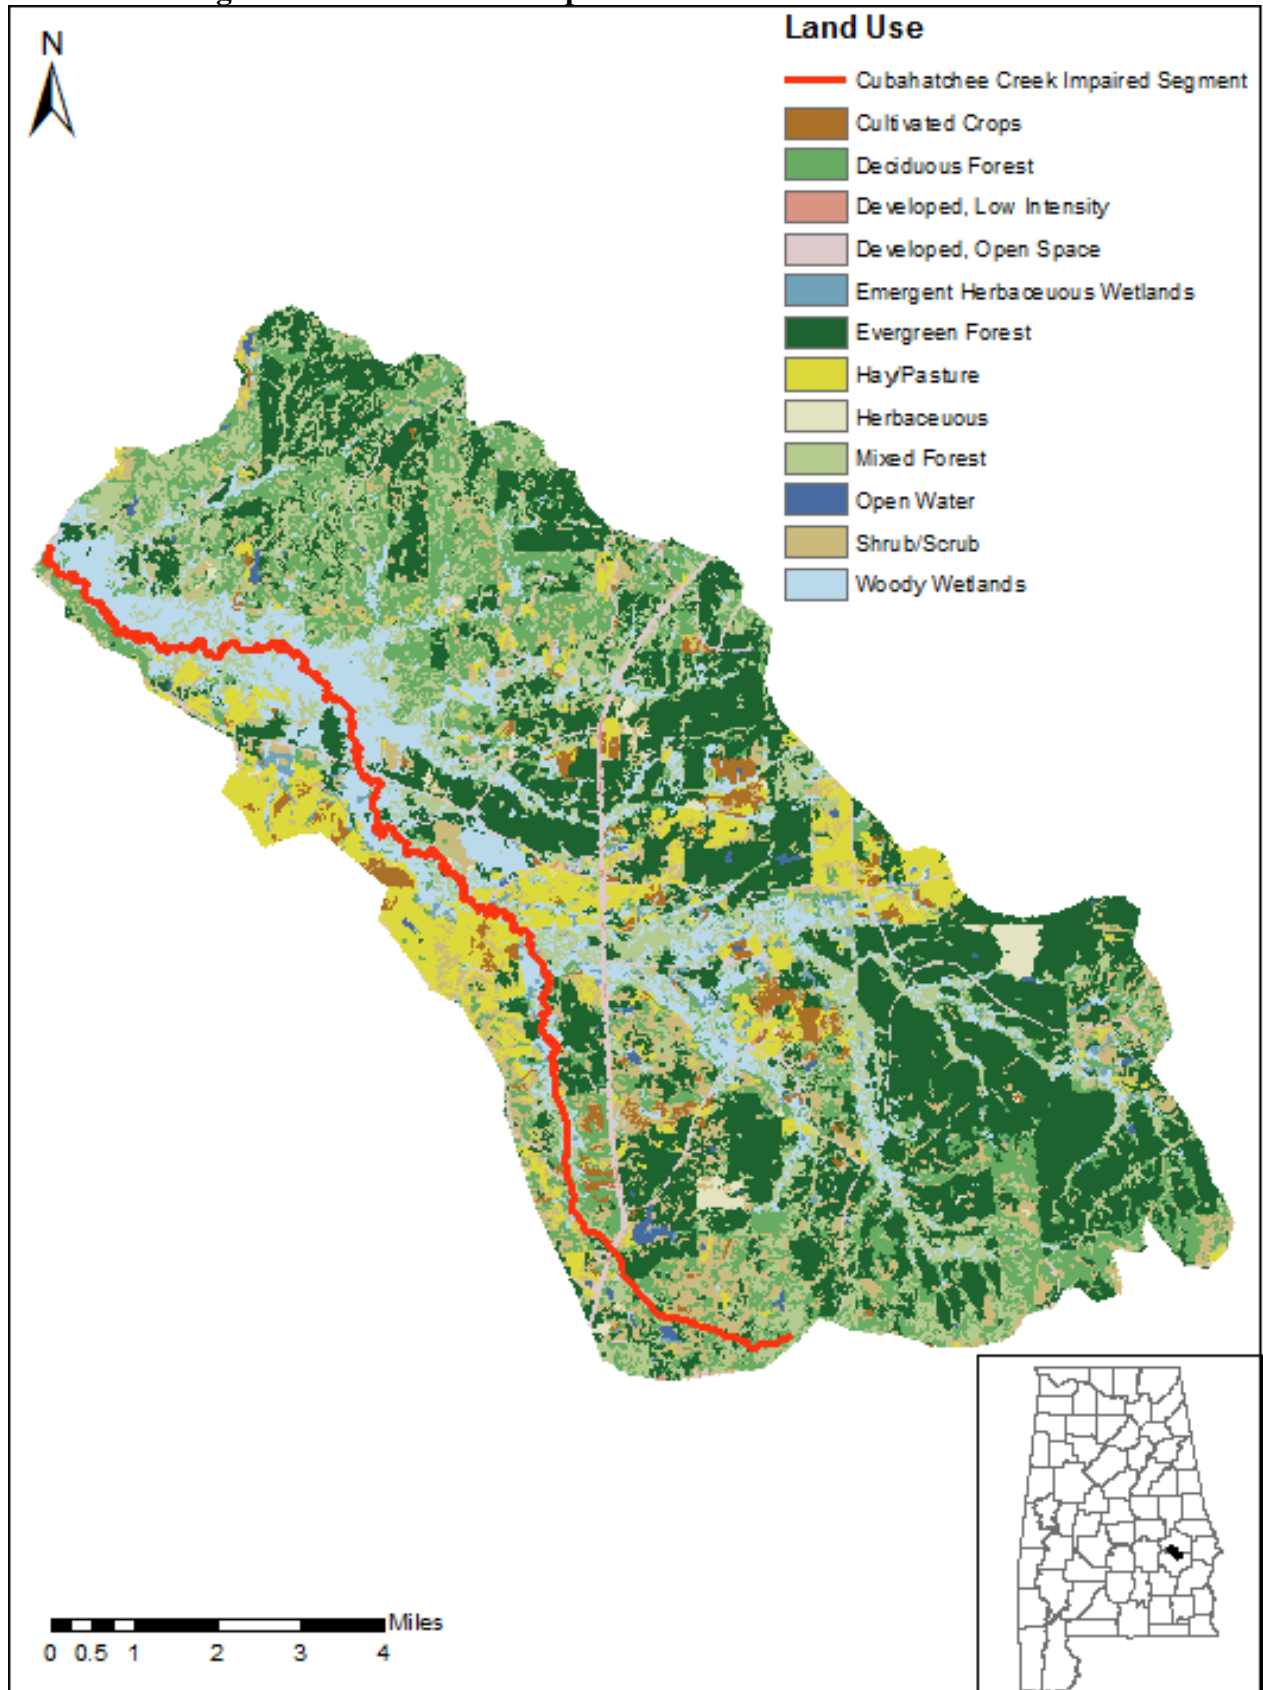 Land Use
N
Cubahatchee Creek Impaired Segment
Cultivated Crops
Deciduous Forest
Developed, Low Intensity
Developed, Open Space
Emergent Herbaceuous Wetlands
Evergreen Forest
Hay/Pasture
Herbaceuous
Mixed Forest
Open Water
Shrub/Scrub
Woody Wetlands
Miles
0 0.5 1 2 3 4